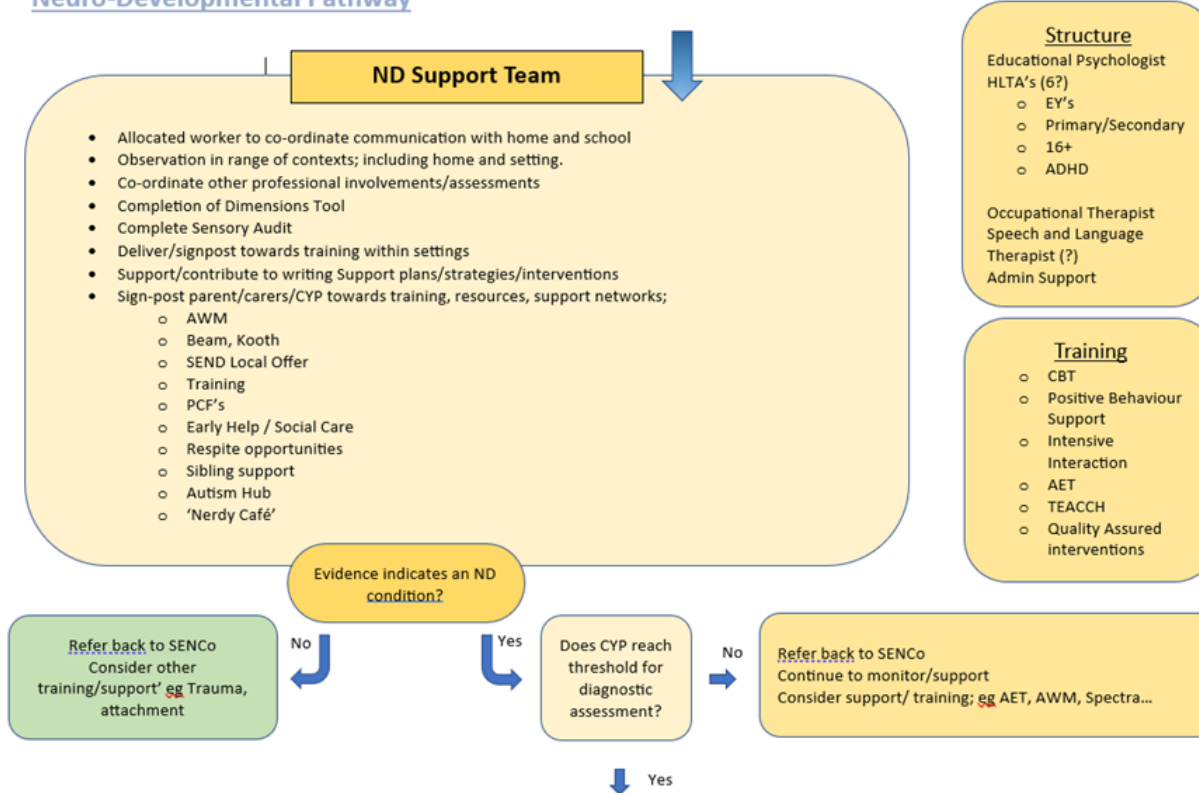 Neuro-Developmental Pathway
ND Support Team
• Allocated worker to co-ordinate communication with home and school
• Observation in range of contexts; including home and setting.
• Co-ordinate other professional involvements/assessments
• Completion of Dimensions Tool
• Complete Sensory Audit
• Deliver/signpost towards training within settings
• Support/contribute to writing Support plans/strategies/interventions
• Sign-post parent/carers/CYP towards training, resources, support networks;
o AWM
o Beam, Kooth
o SEND Local Offer
o Training
o PCF's
o Early Help / Social Care
o Respite opportunities
o Sibling support
o Autism Hub
o 'Nerdy Café'
Structure
Educational Psychologist
HLTA's (6?)
o EY's
o Primary/Secondary
o 16+
o ADHD
Occupational Therapist
Speech and Language
Therapist (?)
Admin Support
Training
o CBT
o Positive Behaviour
Support
o Intensive
Interaction
o AET
o TEACCH
o Quality Assured
interventions
Evidence indicates an ND
condition?
No
Yes
Refer back to SENCo
Consider other
training/support' eg Trauma,
attachment
Does CYP reach
threshold for
diagnostic
assessment?
No
Refer back to SENCo
Continue to monitor/support
Consider support/ training; eg AET, AWM, Spectra...
Yes